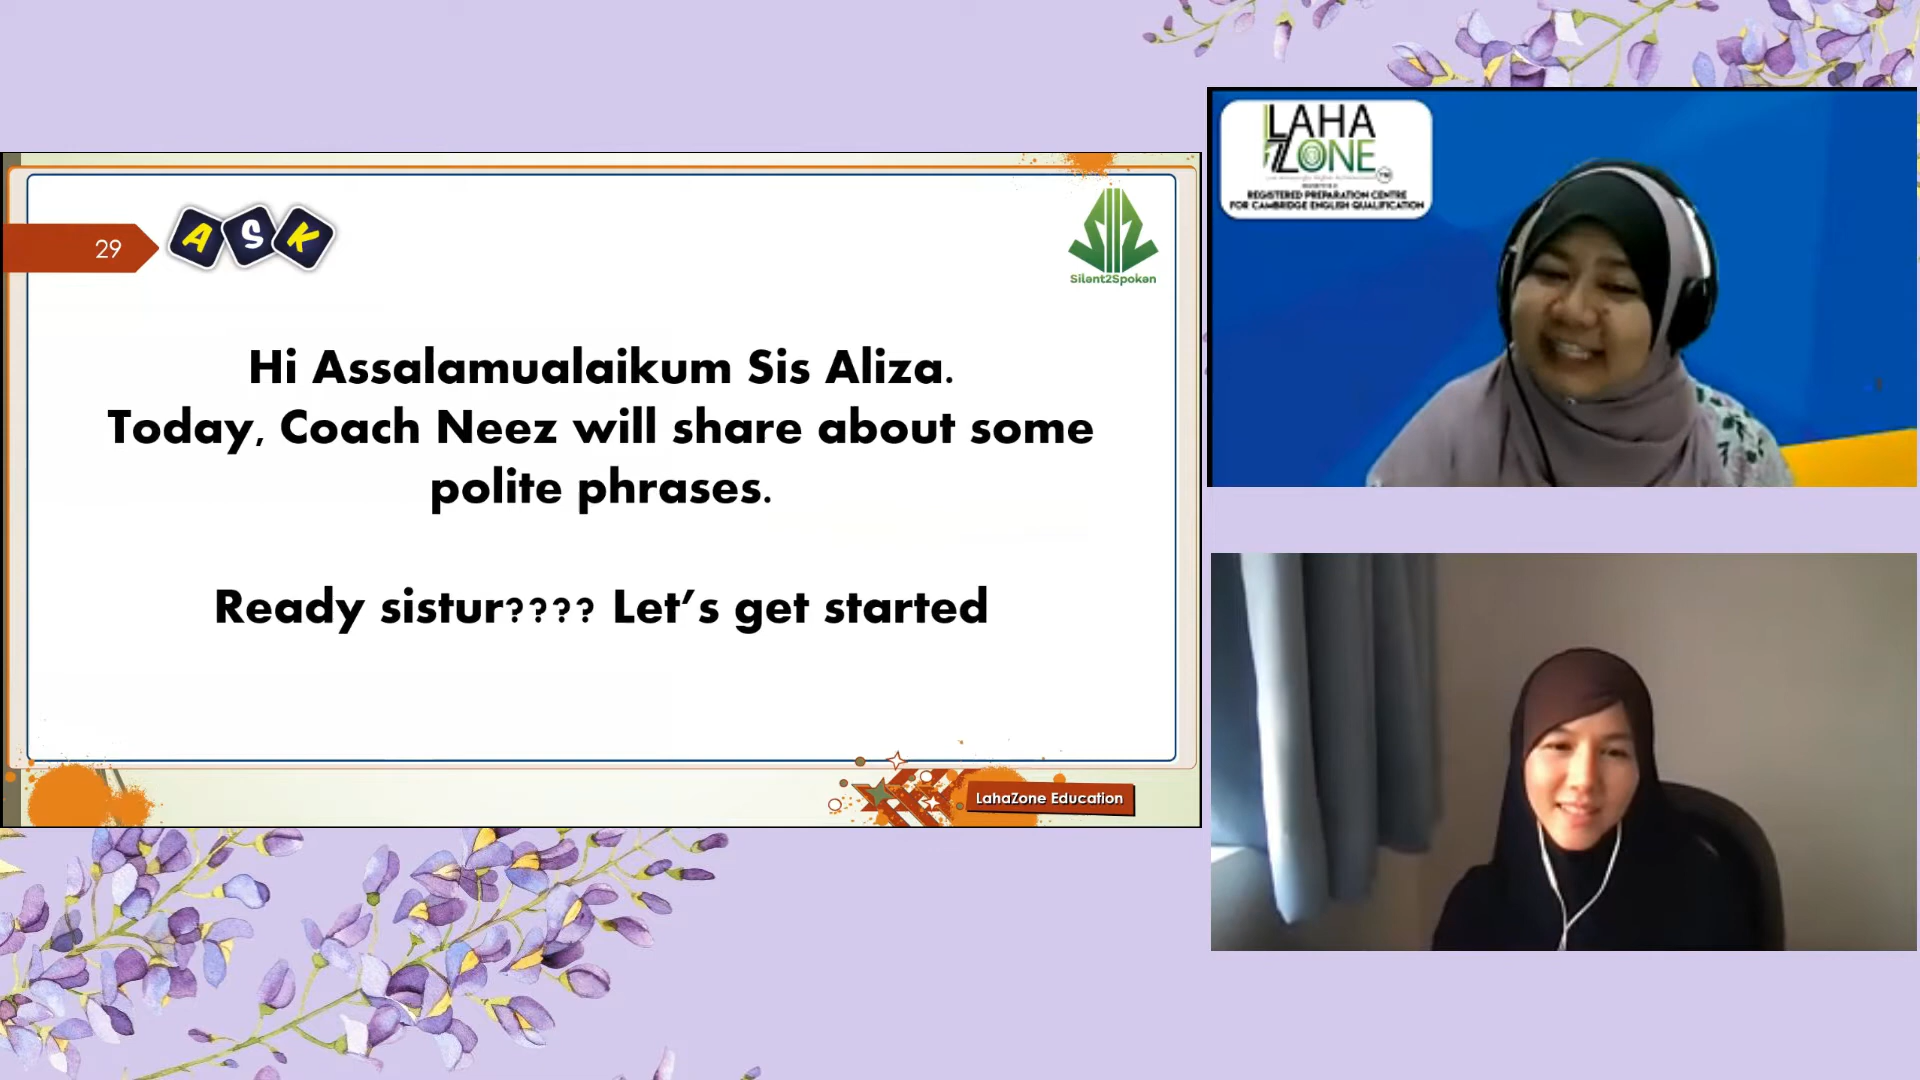 29
ASK
Silent2Spoken
Hi Assalamualaikum Sis Aliza.
Today, Coach Neez will share about some
polite phrases.
Ready sistur???? Let's get started
LahaZone Education
LAHA
ZONE
REGISTERED PREPARATION CENTRE
FOR CAMBRIDGE ENGLISH QUALIFICATION